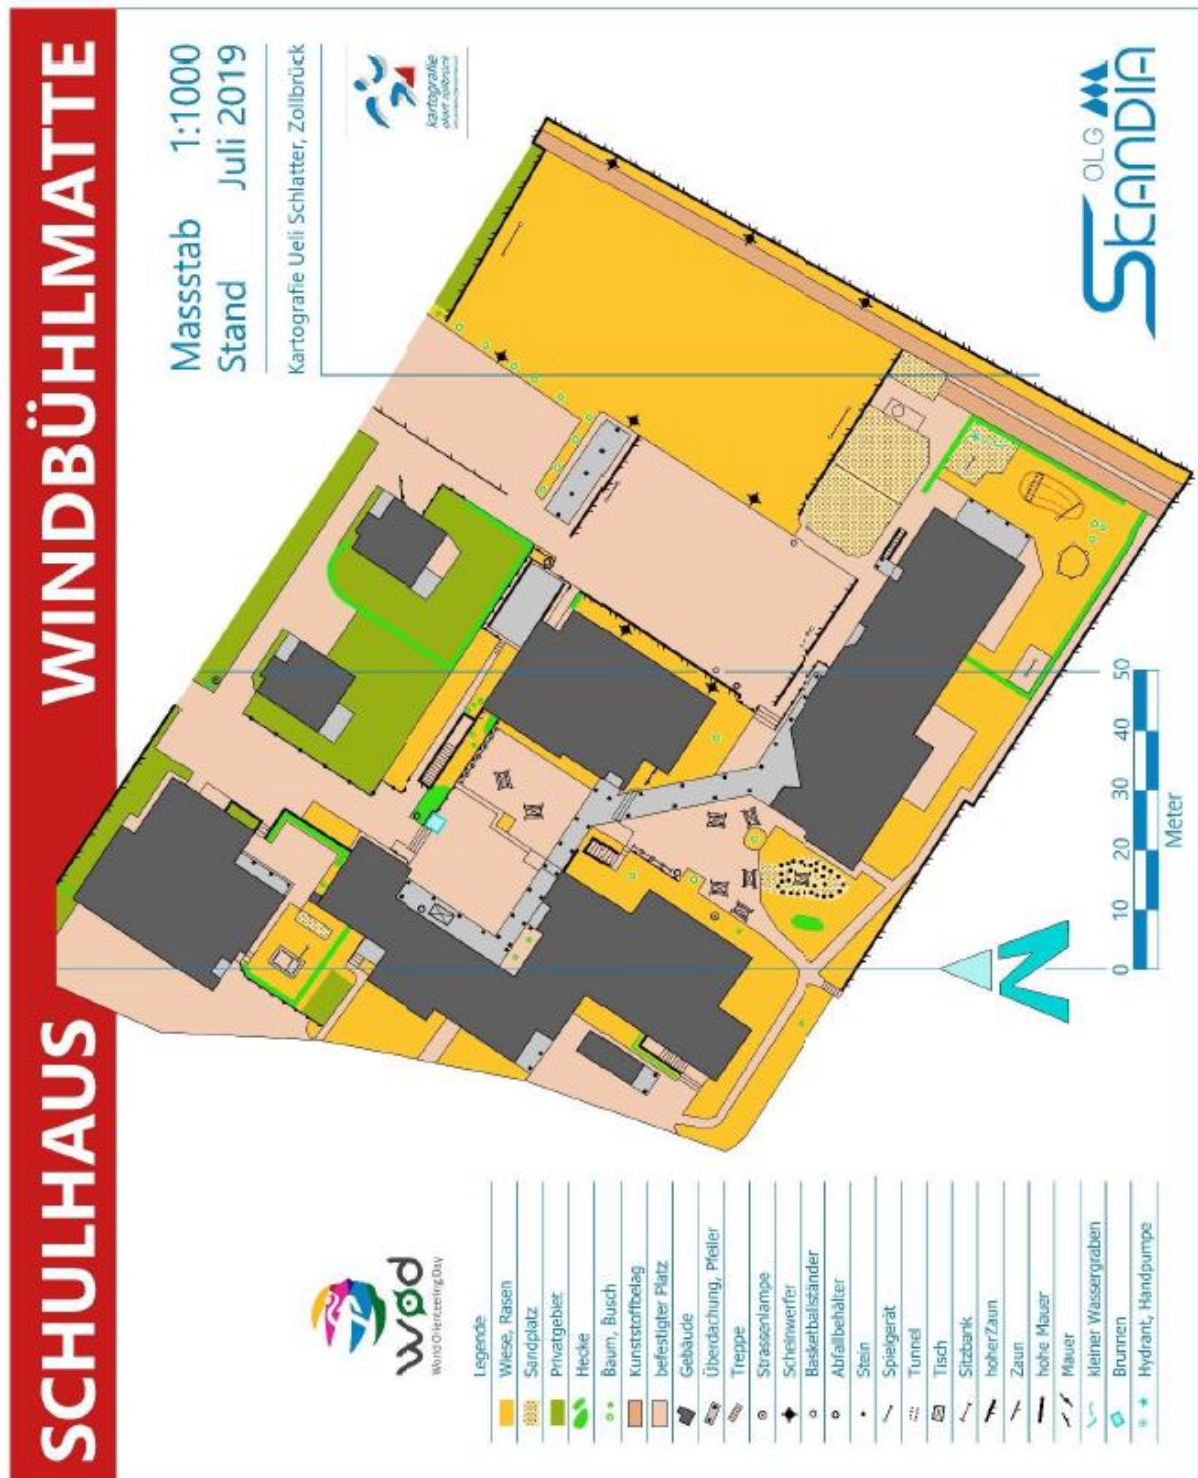 SCHULHAUS WINDBÜHLMATTE
Massstab 1:1000
Stand Juli 2019
Kartografie Ueli Schlatter, Zollbrück
kartografie
OLG
SKANDIA
wod
World Orienteering Day
Legende
Wiese, Rasen
Sandplatz
Privatgebiet
Hecke
Baum, Busch
Kunststoffbelag
befestigter Platz
Gebäude
Überdachung, Pfeiler
Treppe
Strassenlampe
Scheinwerfer
Basketballständer
Abfallbehälter
Stein
Spielgerät
Tunnel
Tisch
Sitzbank
hoherZaun
Zaun
hohe Mauer
Mauer
kleiner Wassergraben
Brunnen
Hydrant, Handpumpe
N
0 10 20 30 40 50
Meter